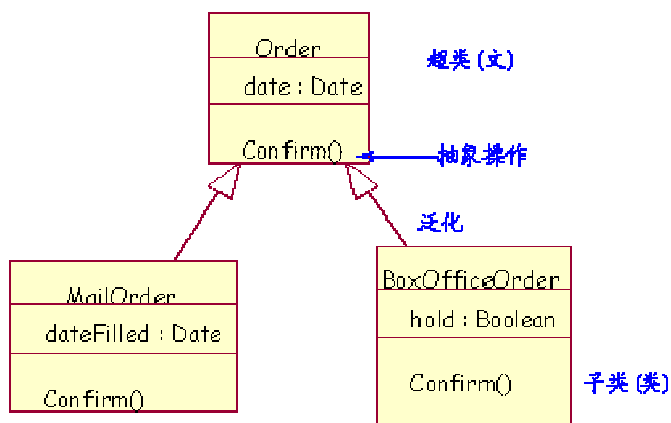 Order
超类 (文)
date : Date
Confirm()
抽象操作
泛化
MailOrder
dateFilled : Date
Confirm()
BoxOfficeOrder
hold : Boolean
Confirm()
子类 (类)